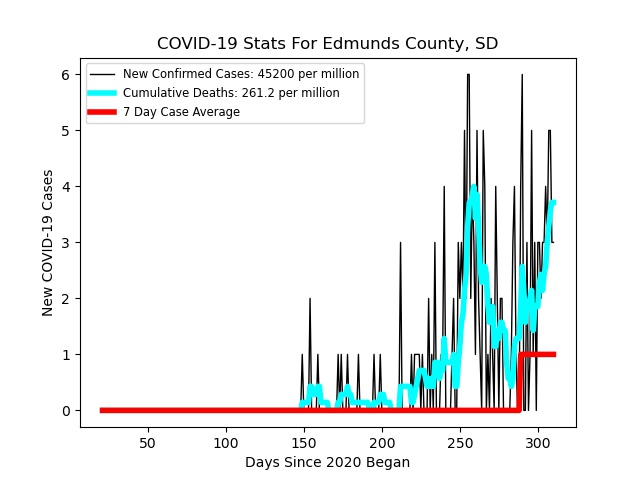 COVID-19 Stats For Edmunds County, SD
New Confirmed Cases: 45200 per million
Cumulative Deaths: 261.2 per million
7 Day Case Average
New COVID-19 Cases
6
5
4
3
2
1
0
50 100 150 200 250 300
Days Since 2020 Began